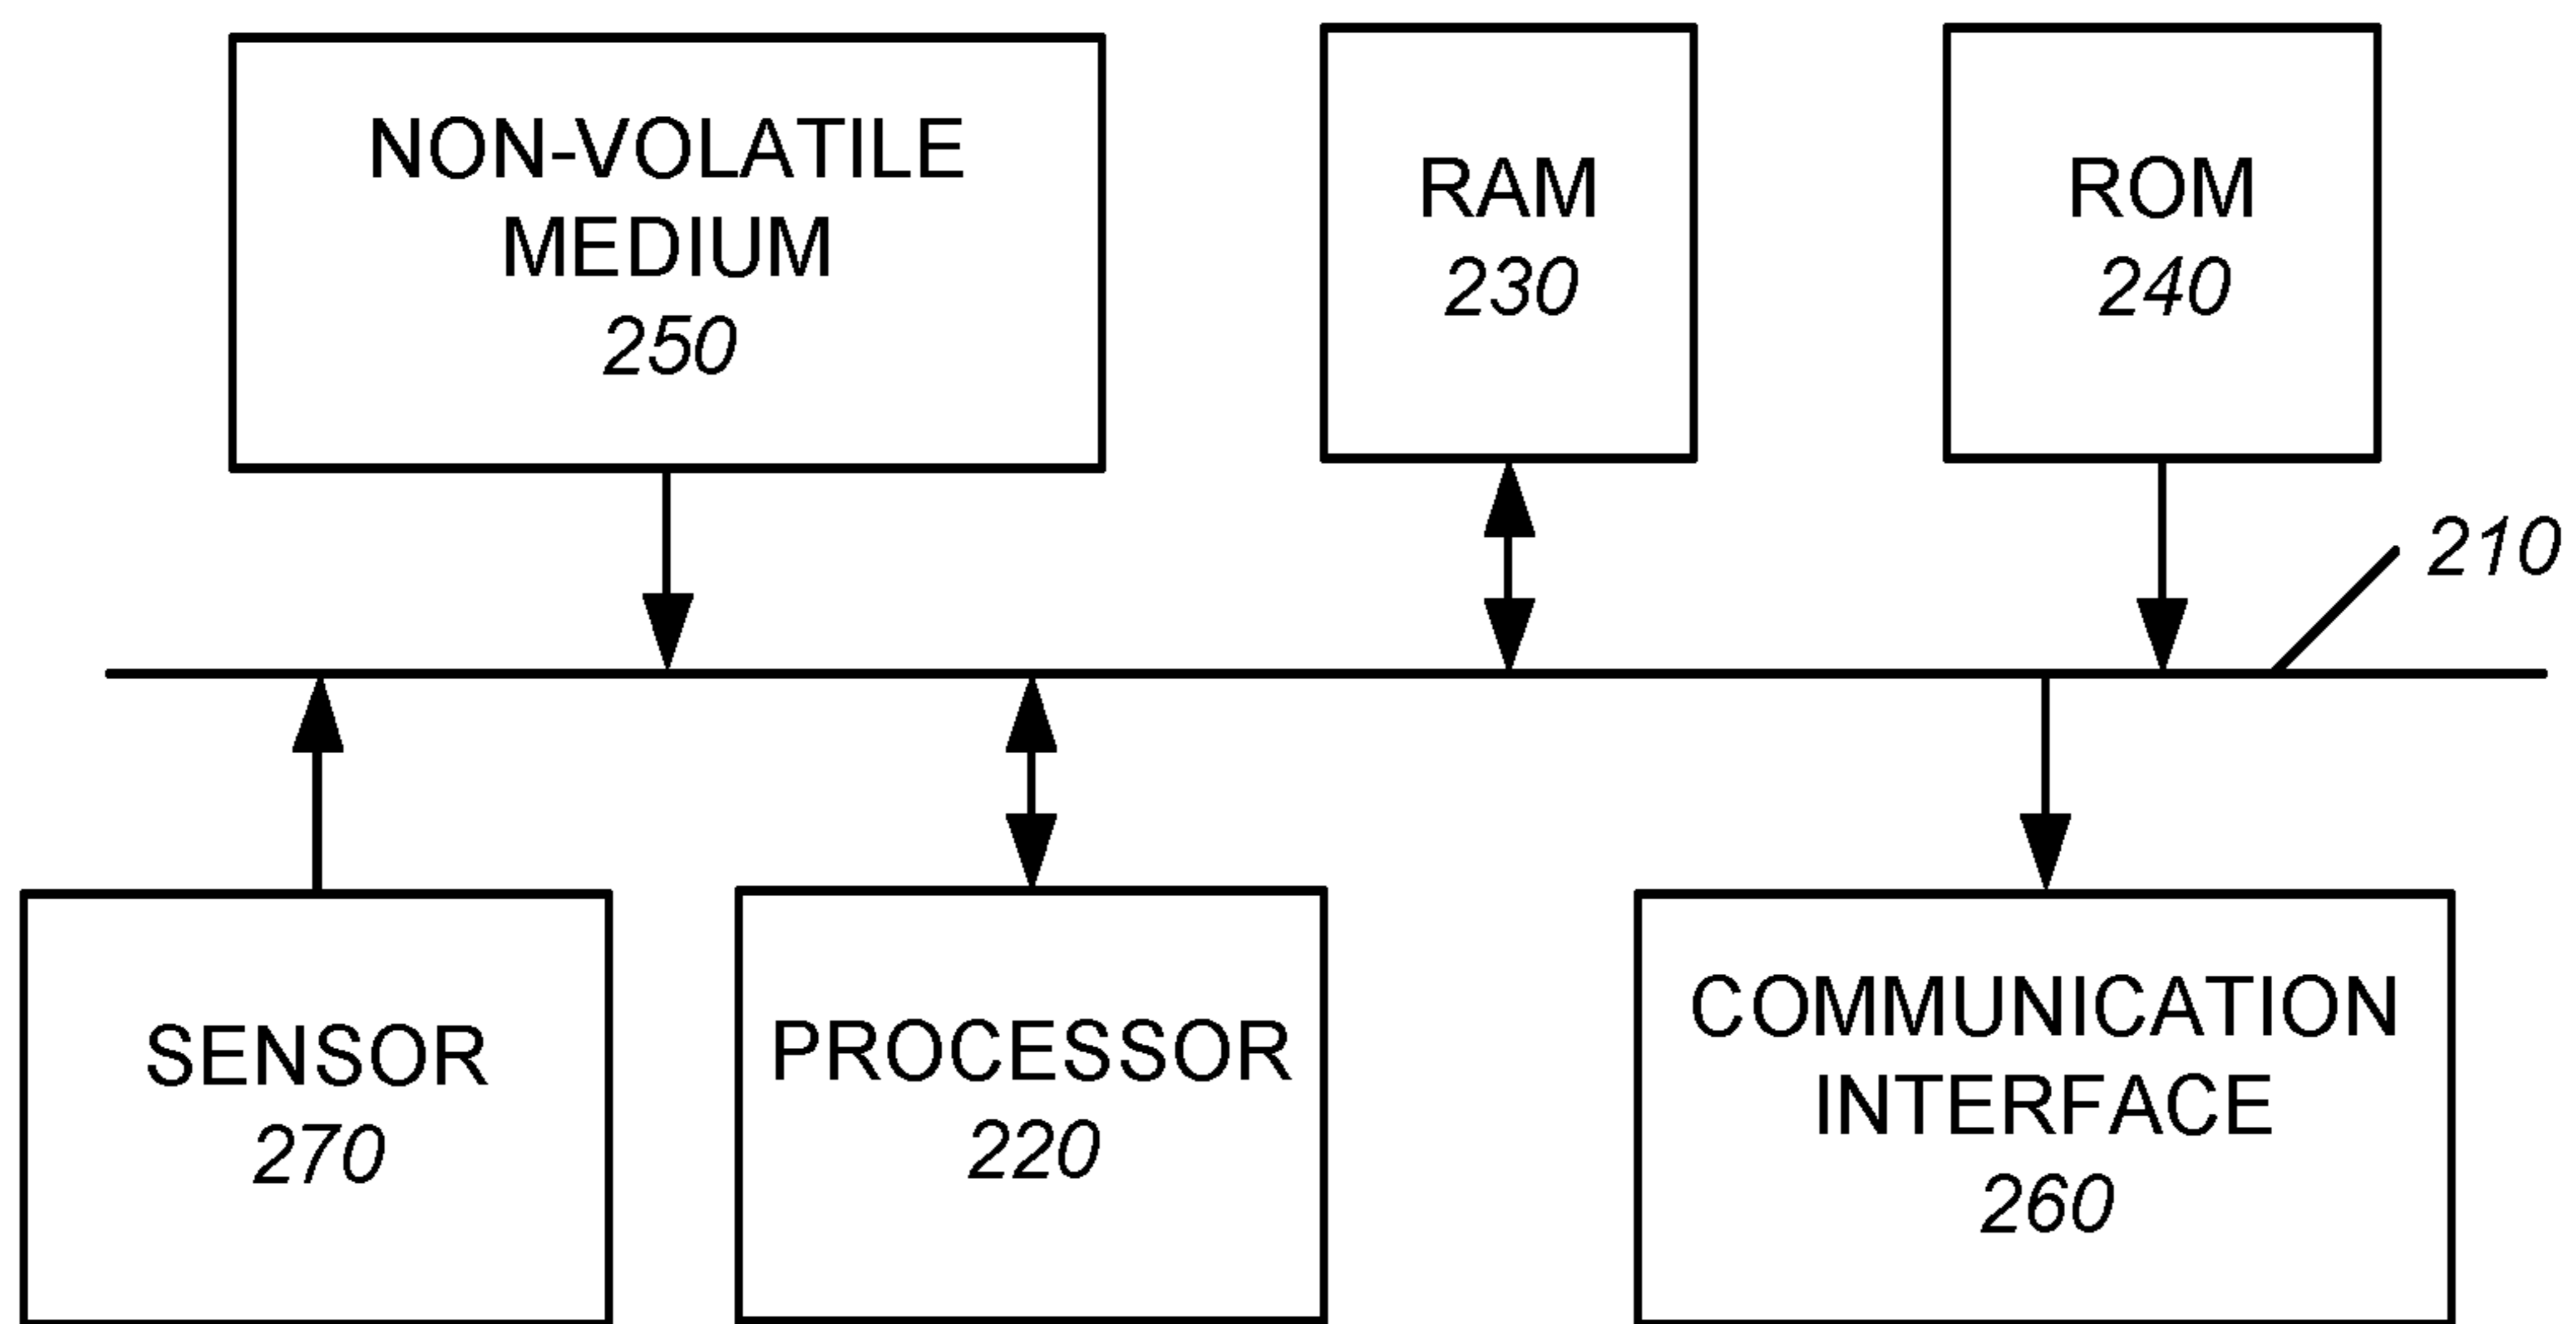 NON-VOLATILE
MEDIUM
250
RAM
230
ROM
240
210
SENSOR
270
PROCESSOR
220
COMMUNICATION
INTERFACE
260